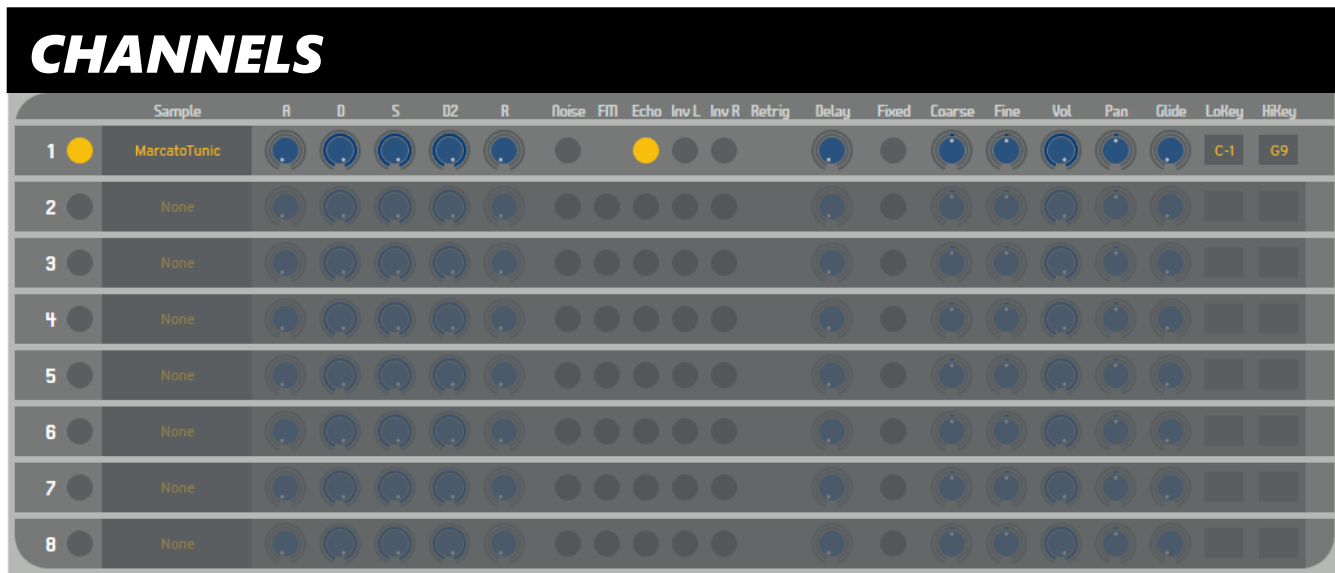 CHANNELS
Sample A D S D2 R Noise FM Echo Inv L Inv R Retrig Delay Fixed Coarse Fine Vol Pan Glide LoKey HiKey
1 MarcatoTunic C-1 G9
2 None
3 None
4 None
5 None
6 None
7 None
8 None